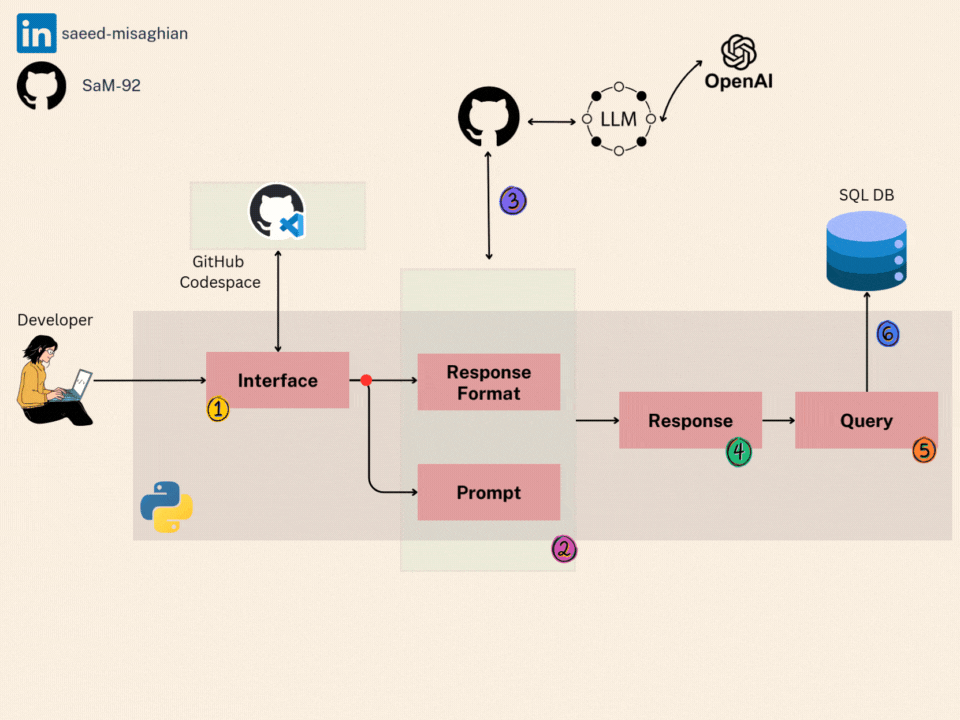 in
saeed-misaghian
SaM-92
OpenAI
LLM
3
SQL DB
GitHub
Codespace
6
Developer
Interface
1
Response
Format
Response
4
Query
5
Prompt
2